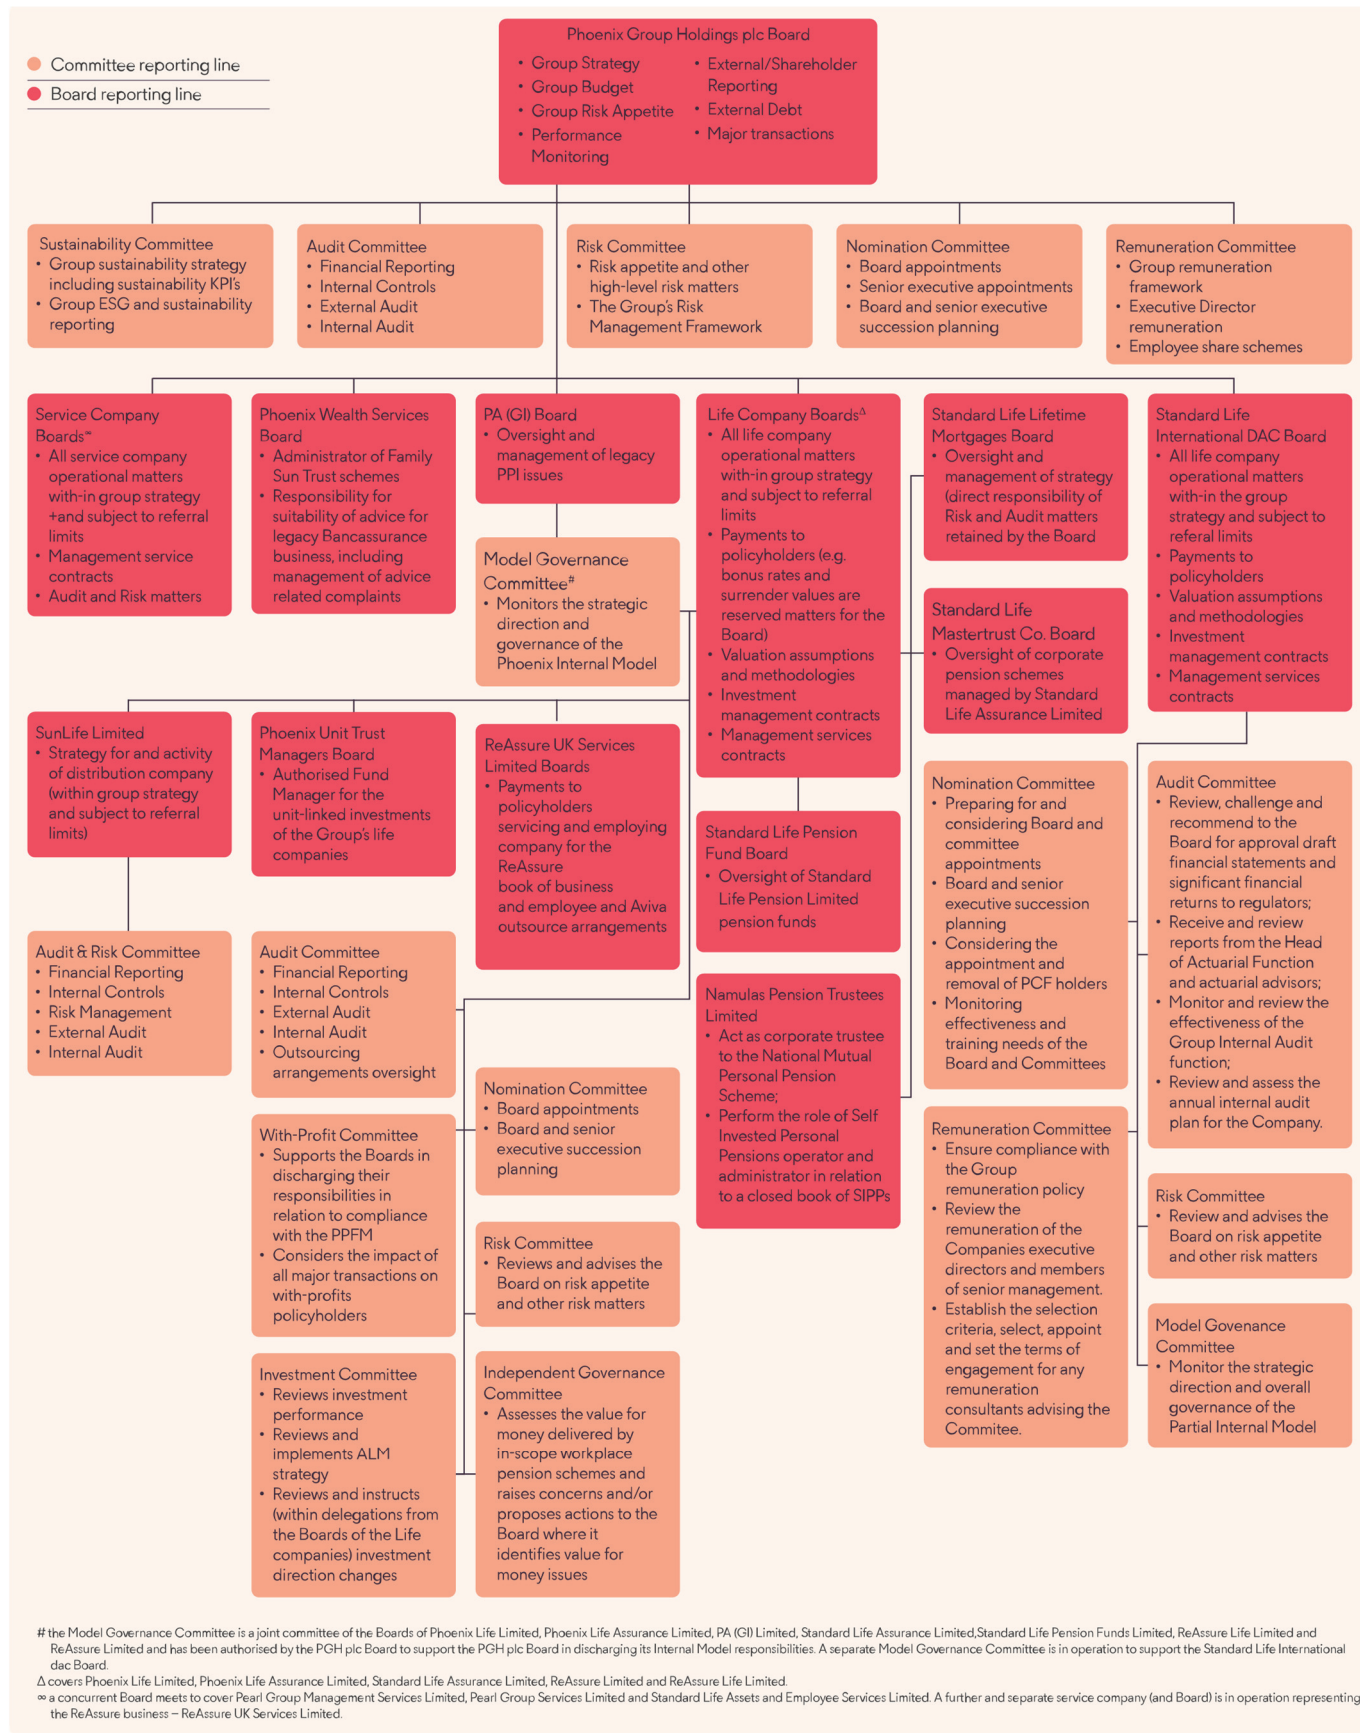 Committee reporting line
Board reporting line
Phoenix Group Holdings plc Board
• Group Strategy
• Group Budget
• Group Risk Appetite
• Performance
Monitoring
• External/Shareholder
Reporting
• External Debt
• Major transactions
Sustainability Committee
• Group sustainability strategy
including sustainability KPI's
• Group ESG and sustainability
reporting
Audit Committee
• Financial Reporting
• Internal Controls
• External Audit
• Internal Audit
Risk Committee
• Risk appetite and other
high-level risk matters
• The Group's Risk
Management Framework
Nomination Committee
• Board appointments
• Senior executive appointments
• Board and senior executive
succession planning
Remuneration Committee
• Group remuneration
framework
• Executive Director
remuneration
• Employee share schemes
Service Company
Boards∞
• All service company
operational matters
with-in group strategy
+and subject to referral
limits
• Management service
contracts
• Audit and Risk matters
Phoenix Wealth Services
Board
• Administrator of Family
Sun Trust schemes
• Responsibility for
suitability of advice for
legacy Bancassurance
business, including
management of advice
related complaints
PA (GI) Board
• Oversight and
management of legacy
PPI issues
Model Governance
Committee#
• Monitors the strategic
direction and
governance of the
Phoenix Internal Model
Life Company BoardsΔ
• All life company
operational matters
with-in group strategy
and subject to referral
limits
• Payments to
policyholders (e.g.
bonus rates and
surrender values are
reserved matters for the
Board)
• Valuation assumptions
and methodologies
• Investment
management contracts
• Management services
contracts
Standard Life Lifetime
Mortgages Board
• Oversight and
management of strategy
(direct responsibility of
Risk and Audit matters
retained by the Board
Standard Life
Mastertrust Co. Board
• Oversight of corporate
pension schemes
managed by Standard
Life Assurance Limited
Standard Life
International DAC Board
• All life company
operational matters
with-in the group
strategy and subject to
referal limits
• Payments to
policyholders
• Valuation assumptions
and methodologies
• Investment
management contracts
• Management services
contracts
SunLife Limited
• Strategy for and activity
of distribution company
(within group strategy
and subject to referral
limits)
Phoenix Unit Trust
Managers Board
• Authorised Fund
Manager for the
unit-linked investments
of the Group's life
companies
ReAssure UK Services
Limited Boards
• Payments to
policyholders
servicing and employing
company for the
ReAssure
book of business
and employee and Aviva
outsource arrangements
Standard Life Pension
Fund Board
• Oversight of Standard
Life Pension Limited
pension funds
Namulas Pension Trustees
Limited
• Act as corporate trustee
to the National Mutual
Personal Pension
Scheme;
• Perform the role of Self
Invested Personal
Pensions operator and
administrator in relation
to a closed book of SIPPs
Audit & Risk Committee
• Financial Reporting
• Internal Controls
• Risk Management
• External Audit
• Internal Audit
Audit Committee
• Financial Reporting
• Internal Controls
• External Audit
• Internal Audit
• Outsourcing
arrangements oversight
With-Profit Committee
• Supports the Boards in
discharging their
responsibilities in
relation to compliance
with the PPFM
• Considers the impact of
all major transactions on
with-profits
policyholders
Investment Committee
• Reviews investment
performance
• Reviews and
implements ALM
strategy
• Reviews and instructs
(within delegations from
the Boards of the Life
companies) investment
direction changes
Nomination Committee
• Board appointments
• Board and senior
executive succession
planning
Risk Committee
• Reviews and advises the
Board on risk appetite
and other risk matters
Independent Governance
Committee
• Assesses the value for
money delivered by
in-scope workplace
pension schemes and
raises concerns and/or
proposes actions to the
Board where it
identifies value for
money issues
Nomination Committee
• Preparing for and
considering Board and
committee
appointments
• Board and senior
executive succession
planning
• Considering the
appointment and
removal of PCF holders
• Monitoring
effectiveness and
training needs of the
Board and Committees
Remuneration Committee
• Ensure compliance with
the Group
remuneration policy
• Review the
remuneration of the
Companies executive
directors and members
of senior management.
• Establish the selection
criteria, select, appoint
and set the terms of
engagement for any
remuneration
consultants advising the
Commitee.
Audit Committee
• Review, challenge and
recommend to the
Board for approval draft
financial statements and
significant financial
returns to regulators;
• Receive and review
reports from the Head
of Actuarial Function
and actuarial advisors;
• Monitor and review the
effectiveness of the
Group Internal Audit
function;
• Review and assess the
annual internal audit
plan for the Company.
Risk Committee
• Review and advises the
Board on risk appetite
and other risk matters
Model Govenance
Committee
• Monitor the strategic
direction and overall
governance of the
Partial Internal Model
# the Model Governance Committee is a joint committee of the Boards of Phoenix Life Limited, Phoenix Life Assurance Limited, PA (GI) Limited, Standard Life Assurance Limited,Standard Life Pension Funds Limited, ReAssure Life Limited and
ReAssure Limited and has been authorised by the PGH plc Board to support the PGH plc Board in discharging its Internal Model responsibilities. A separate Model Governance Committee is in operation to support the Standard Life International
dac Board.
Δ covers Phoenix Life Limited, Phoenix Life Assurance Limited, Standard Life Assurance Limited, ReAssure Limited and ReAssure Life Limited.
∞ a concurrent Board meets to cover Pearl Group Management Services Limited, Pearl Group Services Limited and Standard Life Assets and Employee Services Limited. A further and separate service company (and Board) is in operation representing
the ReAssure business – ReAssure UK Services Limited.